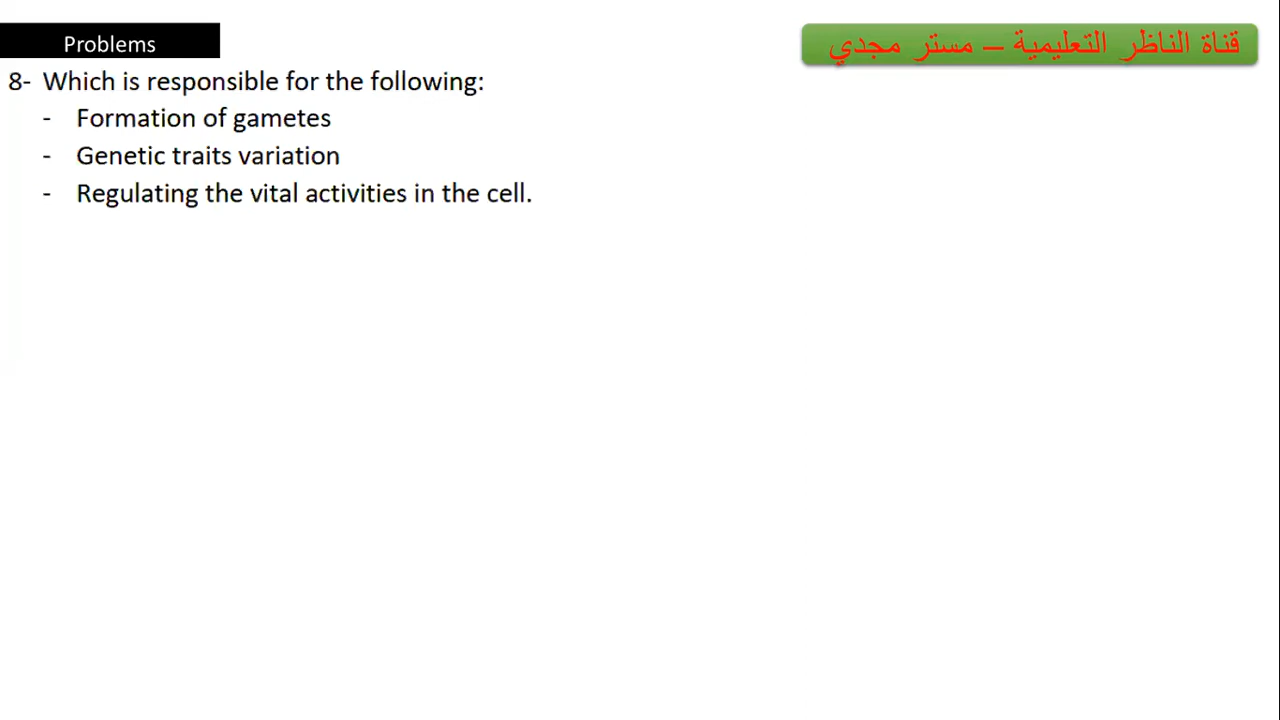 Problems
قناة الناظر التعليمية – مستر مجدي
8- Which is responsible for the following:
- Formation of gametes
- Genetic traits variation
- Regulating the vital activities in the cell.